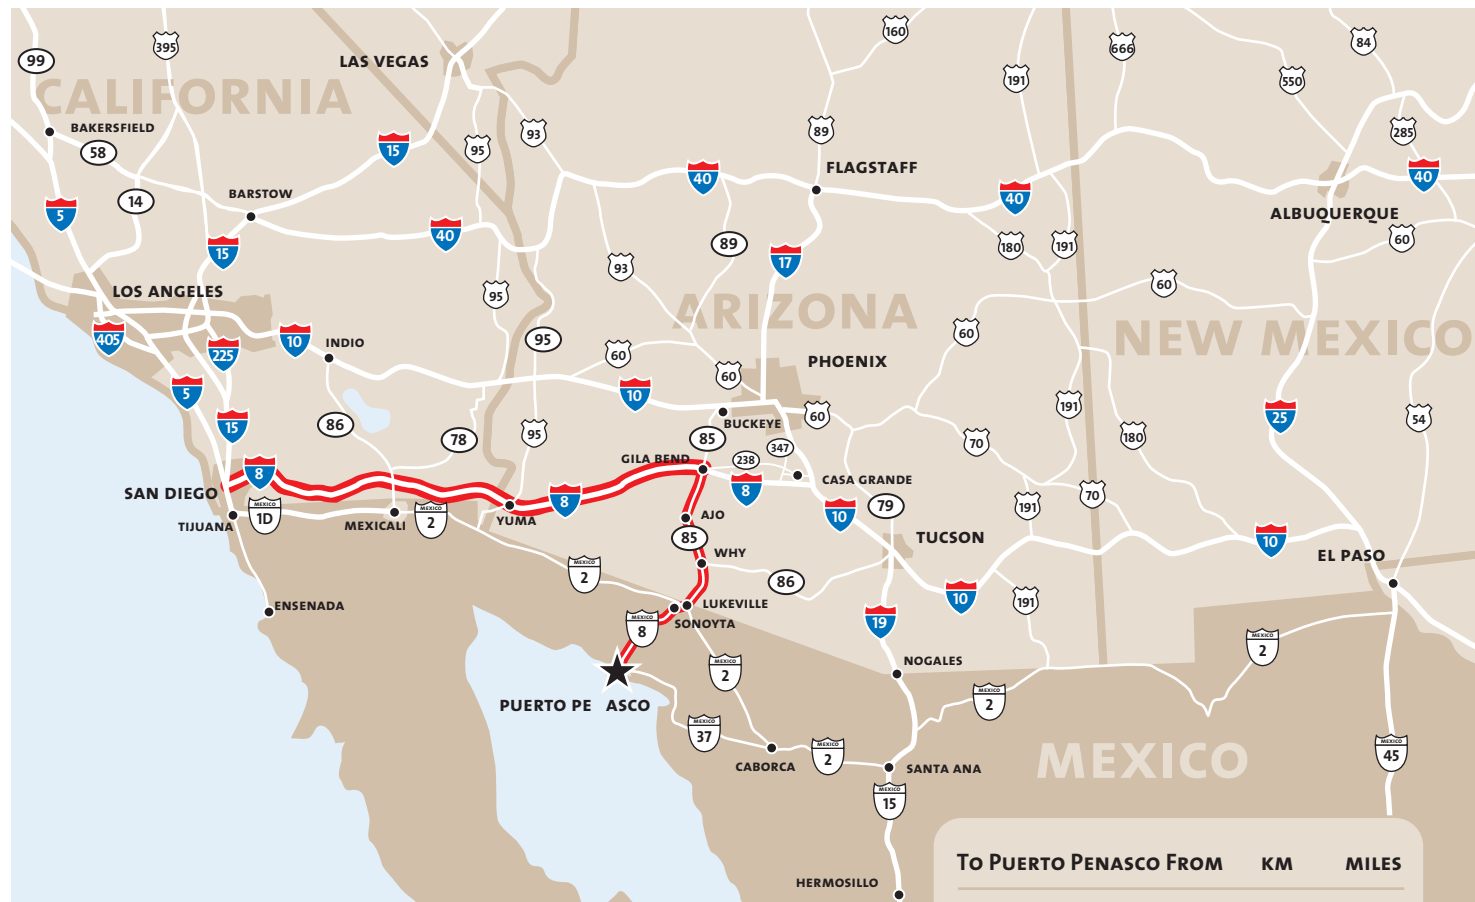 160
395
84
666
99
LAS VEGAS
191
550
CALIFORNIA
BAKERSFIELD
93
89
285
58
15
95
FLAGSTAFF
40
40
BARSTOW
40
14
5
ALBUQUERQUE
40
15
89
180
191
60
17
93
60
LOS ANGELES
95
ARIZONA
NEW MEXICO
405
10
INDIO
95
60
225
60
PHOENIX
60
5
10
191
25
54
15
86
BUCKEYE
60
78
95
85
70
180
347
GILA BEND
238
8
CASA GRANDE
SAN DIEGO
8
8
70
MEXICO
1D
MEXICO
2
79
191
TIJUANA
MEXICALI
YUMA
AJO
10
85
TUCSON
10
WHY
EL PASO
MEXICO
2
86
10
191
ENSENADA
LUKEVILLE
MEXICO
8
SONOYTA
19
MEXICO
2
NOGALES
MEXICO
2
MEXICO
2
PUERTO PE ASCO
MEXICO
37
MEXICO
2
MEXICO
MEXICO
45
CABORCA
SANTA ANA
MEXICO
15
TO PUERTO PENASCO FROM KM MILES
HERMOSILLO